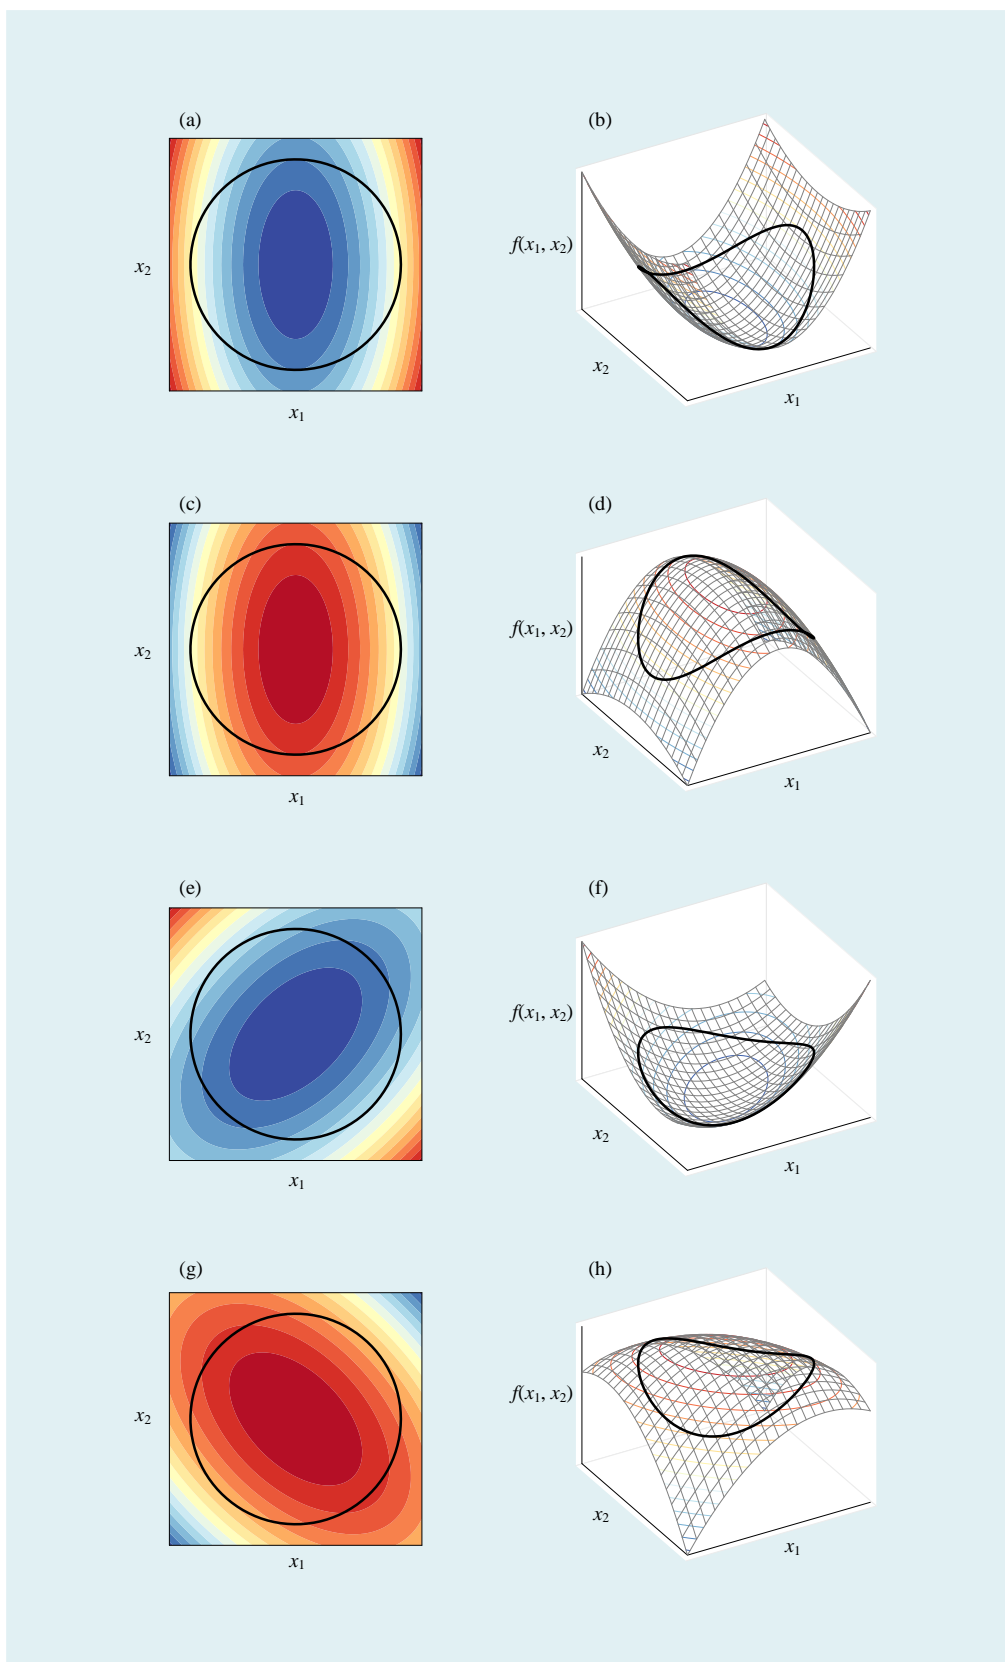 (a)
(b)
x2
x1
f(x1, x2)
x2
x1
(c)
(d)
x2
x1
f(x1, x2)
x2
x1
(e)
(f)
x2
x1
f(x1, x2)
x2
x1
(g)
(h)
x2
x1
f(x1, x2)
x2
x1